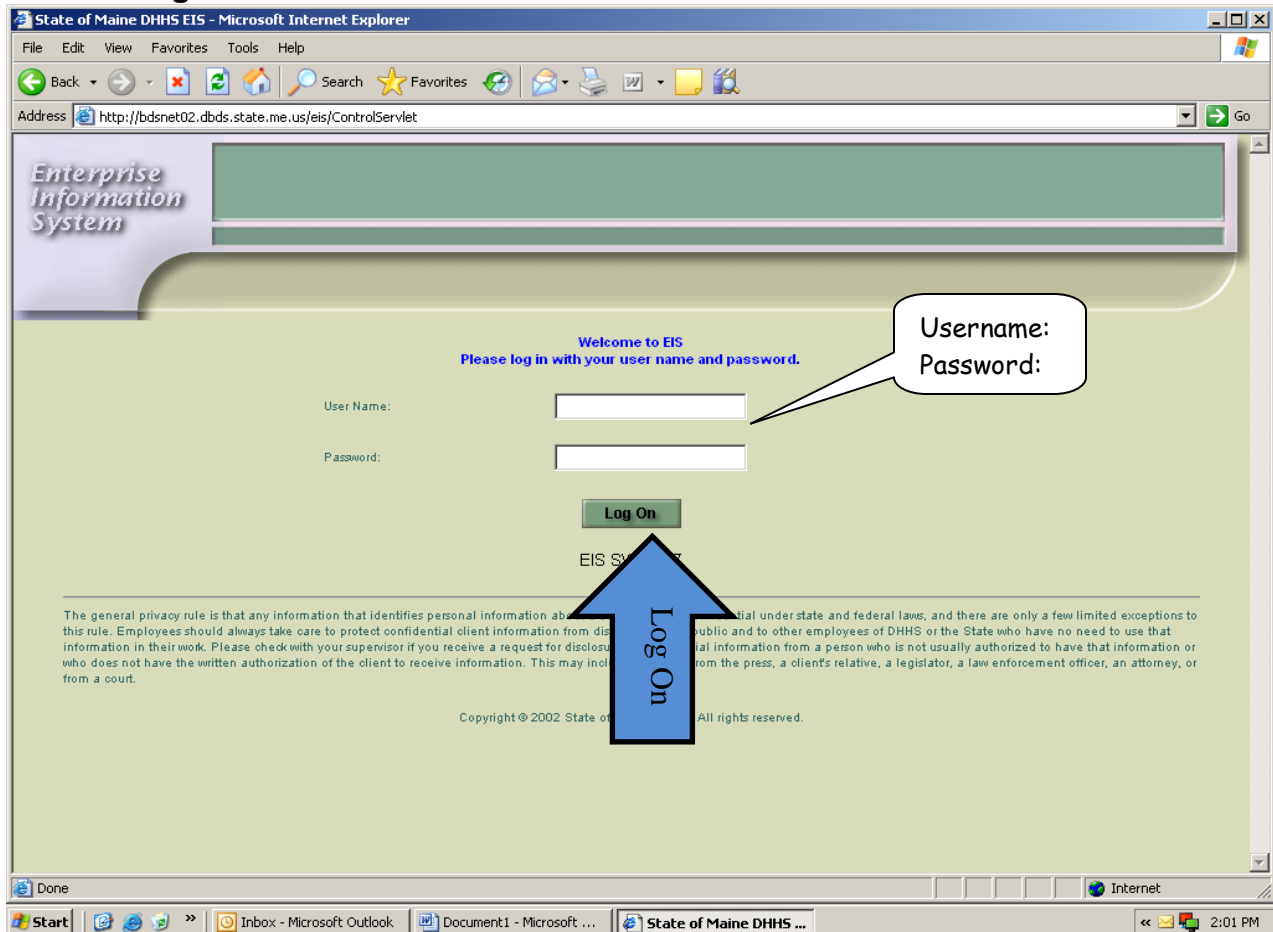 State of Maine DHHS EIS - Microsoft Internet Explorer
File Edit View Favorites Tools Help
Back Search Favorites
Address http://bdsnet02.dbds.state.me.us/eis/ControlServlet Go
Enterprise
Information
System
Username:
Password:
Welcome to EIS
Please log in with your user name and password.
User Name:
Password:
Log On
EIS
Log On
The general privacy rule is that any information that identifies personal information under state and federal laws, and there are only a few limited exceptions to
this rule. Employees should always take care to protect confidential client information from and to other employees of DHHS or the State who have no need to use that
information in their work. Please check with your supervisor if you receive a request for information from a person who is not usually authorized to have that information or
who does not have the written authorization of the client to receive information. This may from the press, a client's relative, a legislator, a law enforcement officer, an attorney, or
from a court.
Copyright © 2002 State of All rights reserved.
Done Internet
Start » Inbox - Microsoft Outlook Document1 - Microsoft ... State of Maine DHHS ... « 2:01 PM